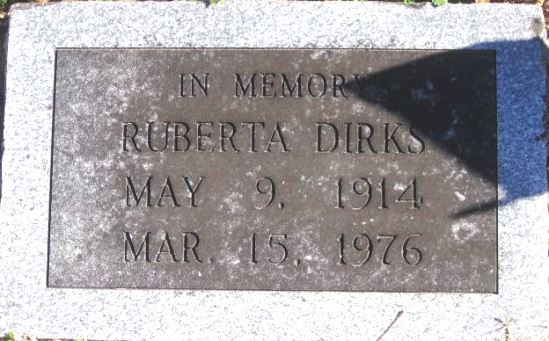 IN MEMORY
RUBERTA DIRKS
MAY 9, 1914
MAR. 15, 1976